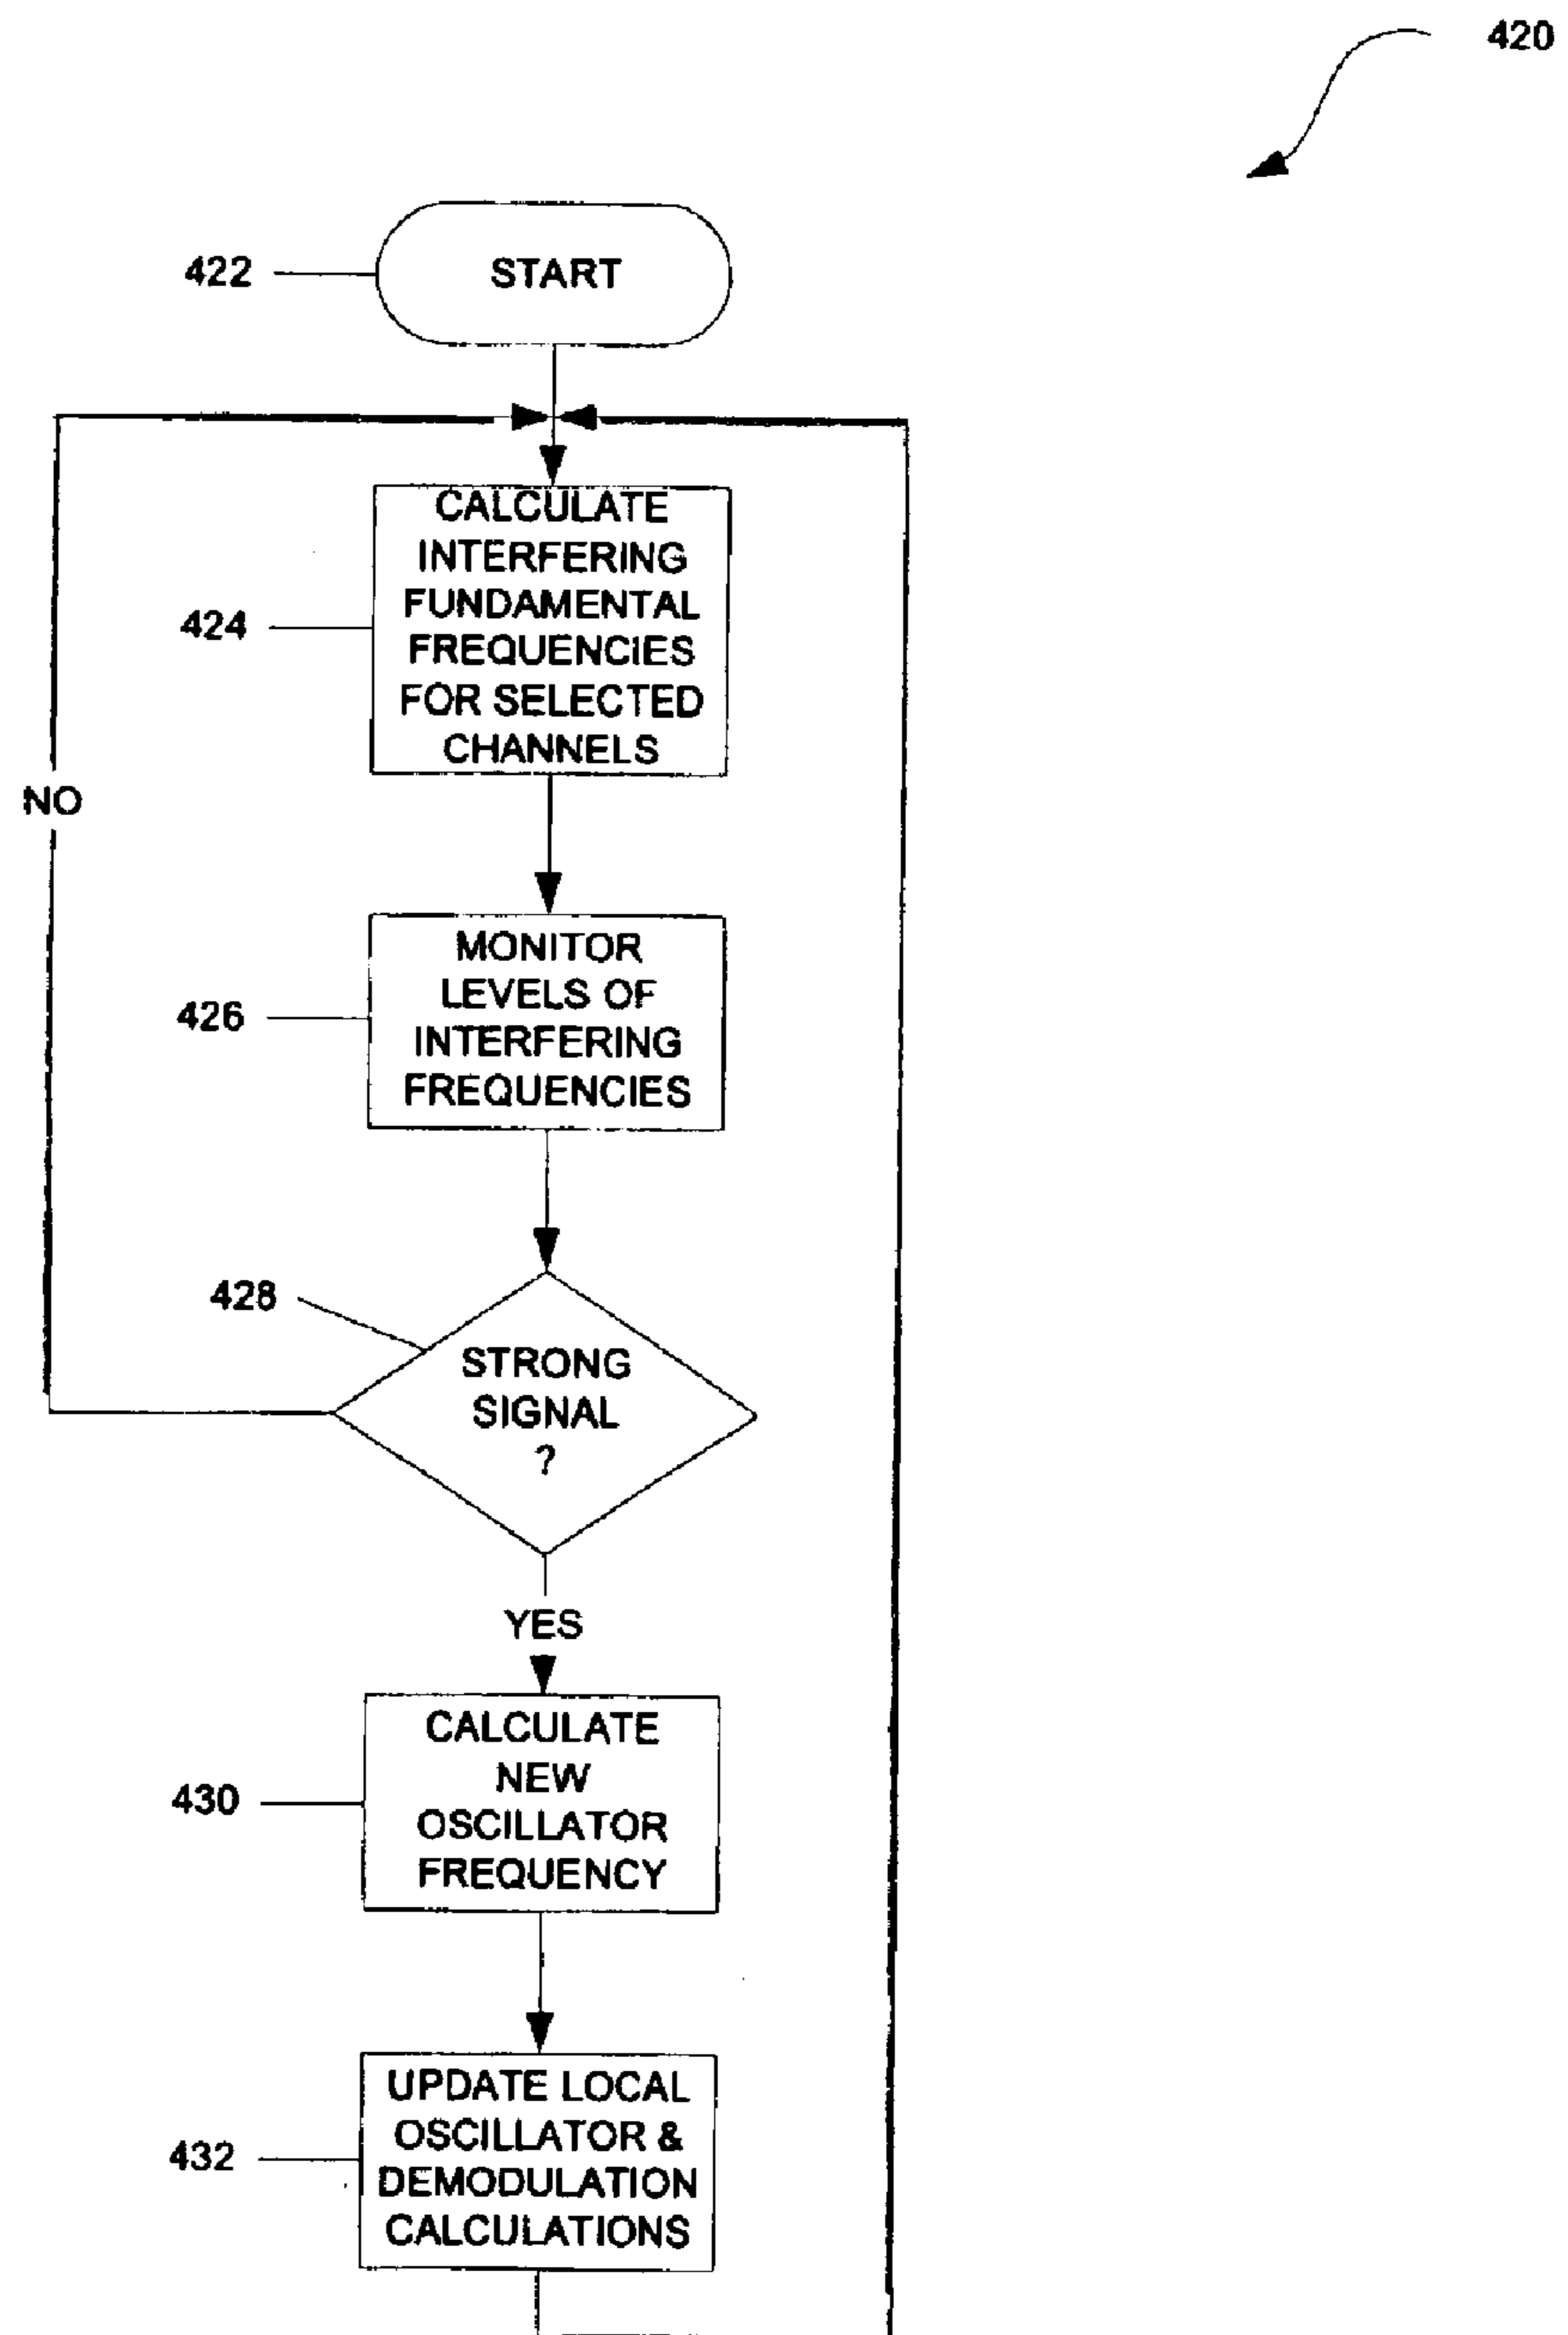 420
422
START
CALCULATE
INTERFERING
FUNDAMENTAL
FREQUENCIES
FOR SELECTED
CHANNELS
424
NO
MONITOR
LEVELS OF
INTERFERING
FREQUENCIES
426
428
STRONG
SIGNAL
?
YES
CALCULATE
NEW
OSCILLATOR
FREQUENCY
430
UPDATE LOCAL
OSCILLATOR &
DEMODULATION
CALCULATIONS
432